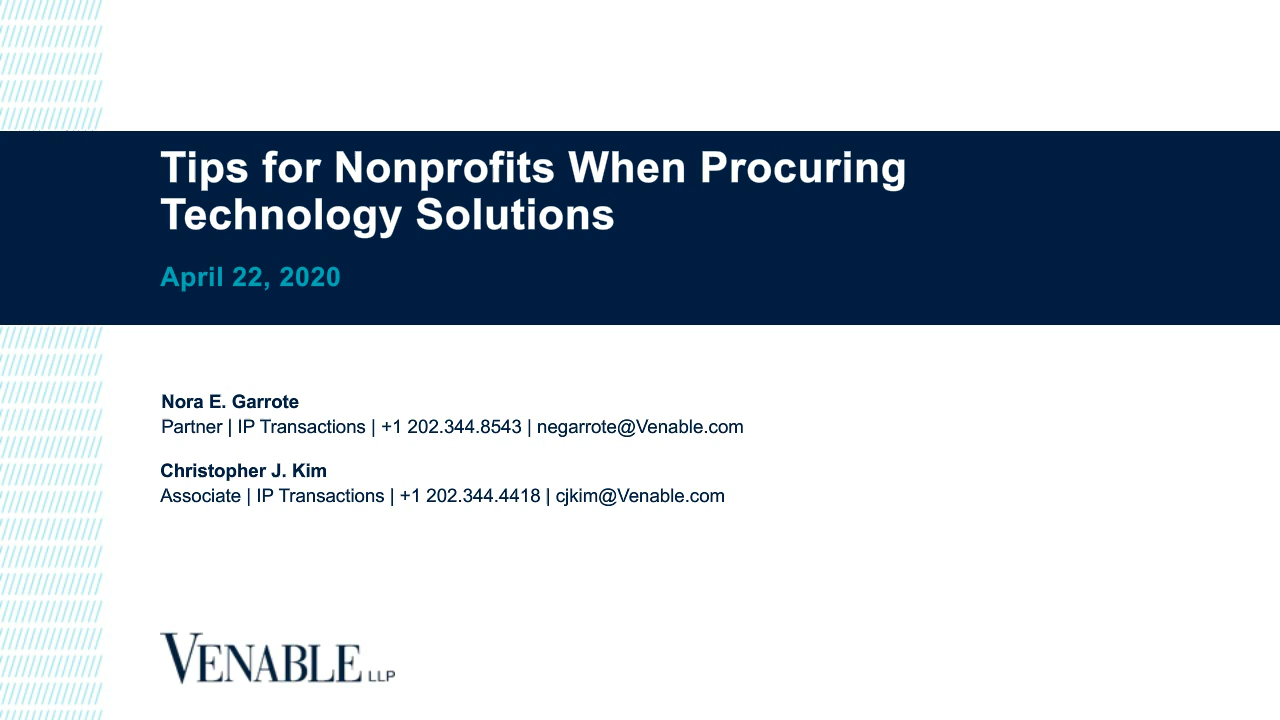 Tips for Nonprofits When Procuring
Technology Solutions
April 22, 2020
Nora E. Garrote
Partner | IP Transactions | +1 202.344.8543 | negarrote@Venable.com
Christopher J. Kim
Associate | IP Transactions | +1 202.344.4418 | cjkim@Venable.com
VENABLE LLP